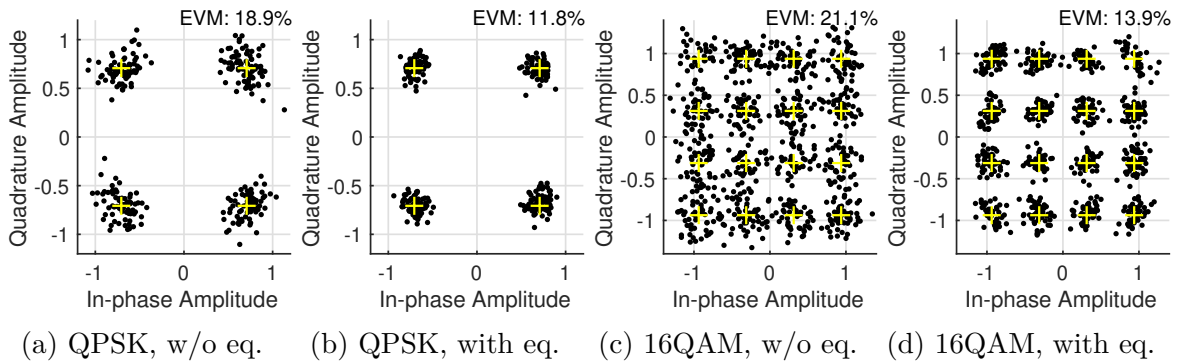 EVM: 18.9%
Quadrature Amplitude
1
0.5
0
-0.5
-1
-1
0
1
In-phase Amplitude
(a) QPSK, w/o eq.
EVM: 11.8%
Quadrature Amplitude
1
0.5
0
-0.5
-1
-1
0
1
In-phase Amplitude
(b) QPSK, with eq.
EVM: 21.1%
Quadrature Amplitude
1
0.5
0
-0.5
-1
-1
0
1
In-phase Amplitude
(c) 16QAM, w/o eq.
EVM: 13.9%
Quadrature Amplitude
1
0.5
0
-0.5
-1
-1
0
1
In-phase Amplitude
(d) 16QAM, with eq.